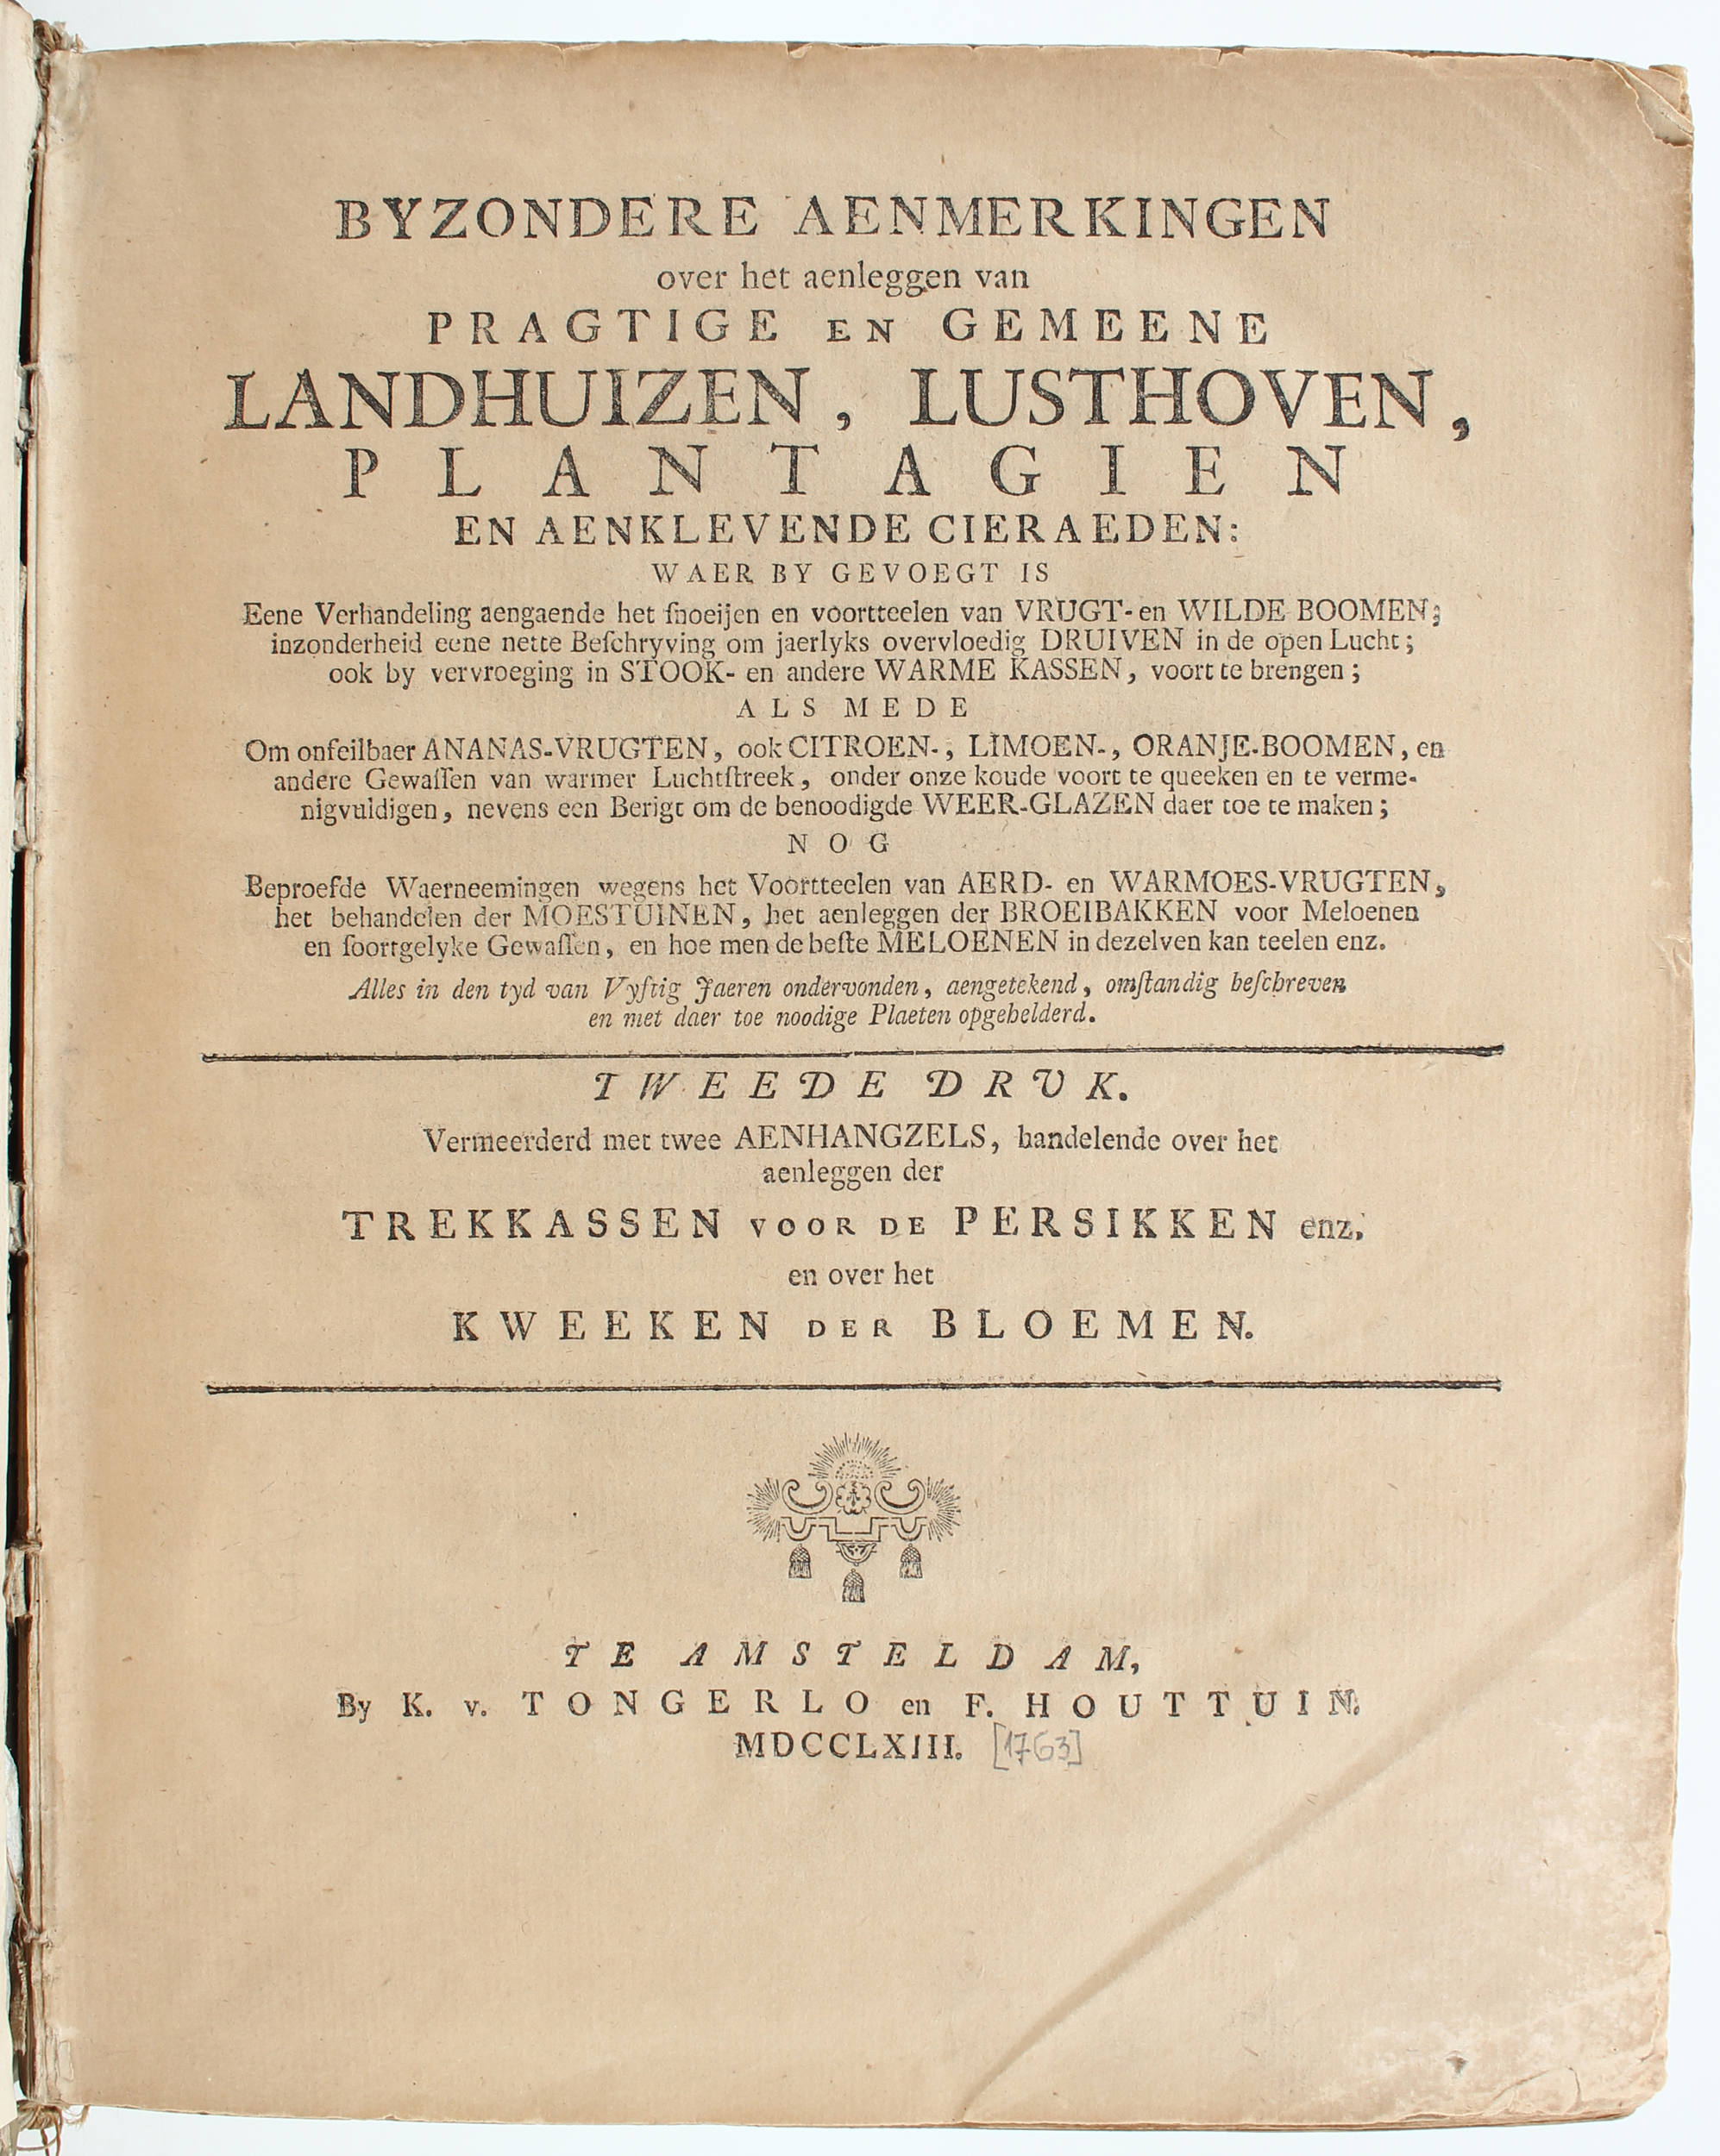 BYZONDERE AENMERKINGEN
over het aenleggen van
PRAGTIGE EN GEMEENE
LANDHUIZEN, LUSTHOVEN,
PLANTAGIEN
EN AENKLEVENDE CIERAEDEN:
WAER BY GEVOEGT IS
Eene Verhandeling aengaende het ſnoeijen en voortteelen van VRUGT- en WILDE BOOMEN;
inzonderheid eene nette Beſchryving om jaerlyks overvloedig DRUIVEN in de open Lucht;
ook by vervroeging in STOOK- en andere WARME KASSEN, voort te brengen;
ALS MEDE
Om onfeilbaer ANANAS-VRUGTEN, ook CITROEN-, LIMOEN-, ORANJE-BOOMEN, en
andere Gewaſſen van warmer Luchtſtreek, onder onze koude voort te queeken en te verme-
nigvuldigen, nevens een Berigt om de benoodigde WEER-GLAZEN daer toe te maken;
NOG
Beproefde Waerneemingen wegens het Voortteelen van AERD- en WARMOES-VRUGTEN,
het behandelen der MOESTUINEN, het aenleggen der BROEIBAKKEN voor Meloenen
en ſoortgelyke Gewaſſen, en hoe men de beſte MELOENEN in dezelven kan teelen enz.
Alles in den tyd van Vyftig Jaeren ondervonden, aengetekend, omſtandig beſchreven
en met daer toe noodige Plaeten opgehelderd.
TWEEDE DRUK.
Vermeerderd met twee AENHANGZELS, handelende over het
aenleggen der
TREKKASSEN VOOR DE PERSIKKEN enz.
en over het
KWEEKEN DER BLOEMEN.
TE AMSTELDAM,
By K. v. TONGERLO en F. HOUTTUIN.
MDCCLXIII. [1763]